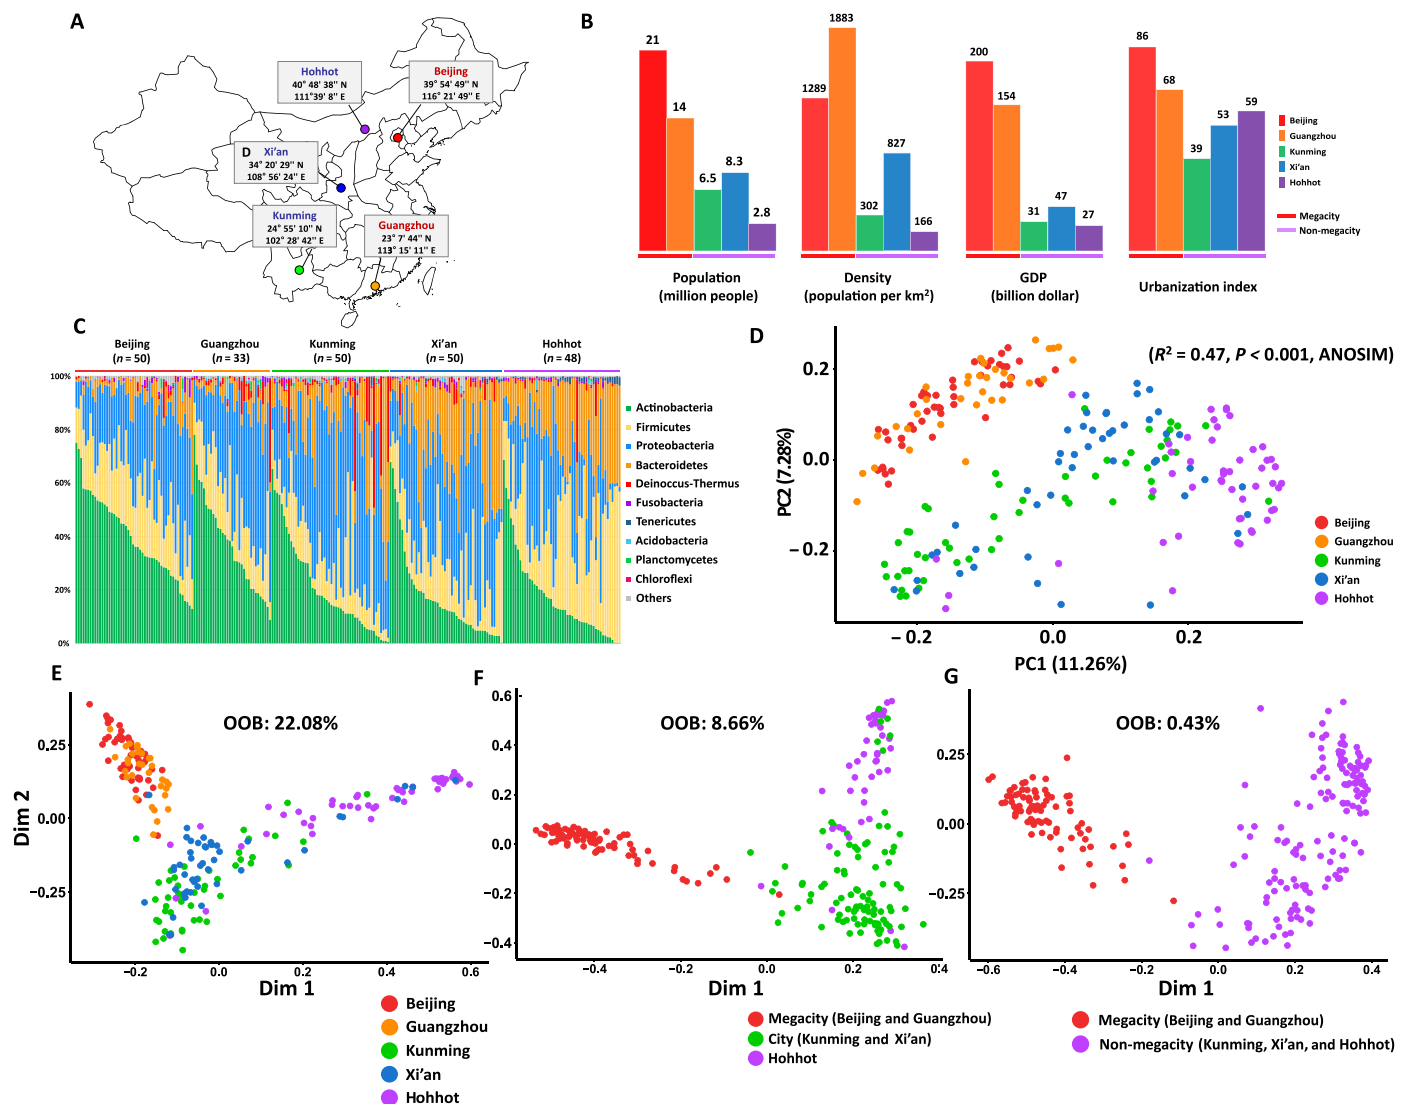 A
Hohhot
40° 48' 38'' N
111°39' 8'' E
Beijing
39° 54' 49'' N
116° 21' 49'' E
D
Xi'an
34° 20' 29'' N
108° 56' 24'' E
Kunming
24° 55' 10'' N
102° 28' 42'' E
Guangzhou
23° 7' 44'' N
113° 15' 11'' E
B
21
14
6.5
8.3
2.8
Population
(million people)
1289
1883
302
827
166
Density
(population per km²)
200
154
31
47
27
GDP
(billion dollar)
86
68
39
53
59
Urbanization index
Beijing
Guangzhou
Kunming
Xi'an
Hohhot
Megacity
Non-megacity
C
Beijing
(n = 50)
Guangzhou
(n = 33)
Kunming
(n = 50)
Xi'an
(n = 50)
Hohhot
(n = 48)
100%
80%
60%
40%
20%
0%
Actinobacteria
Firmicutes
Proteobacteria
Bacteroidetes
Deinoccus-Thermus
Fusobacteria
Tenericutes
Acidobacteria
Planctomycetes
Chloroflexi
Others
D
(R² = 0.47, P < 0.001, ANOSIM)
PC2 (7.28%)
0.2
0.0
−0.2
−0.2
0.0
0.2
PC1 (11.26%)
Beijing
Guangzhou
Kunming
Xi'an
Hohhot
E
OOB: 22.08%
Dim 2
0.25
0.00
−0.25
−0.2
0.0
0.2
0.4
0.6
Dim 1
Beijing
Guangzhou
Kunming
Xi'an
Hohhot
F
OOB: 8.66%
0.6
0.4
0.2
0.0
−0.2
−0.4
−0.4
−0.2
0.0
0.2
0.4
Dim 1
Megacity (Beijing and Guangzhou)
City (Kunming and Xi'an)
Hohhot
G
OOB: 0.43%
0.25
0.00
−0.25
−0.6
−0.4
−0.2
0.0
0.2
0.4
Dim 1
Megacity (Beijing and Guangzhou)
Non-megacity (Kunming, Xi'an, and Hohhot)